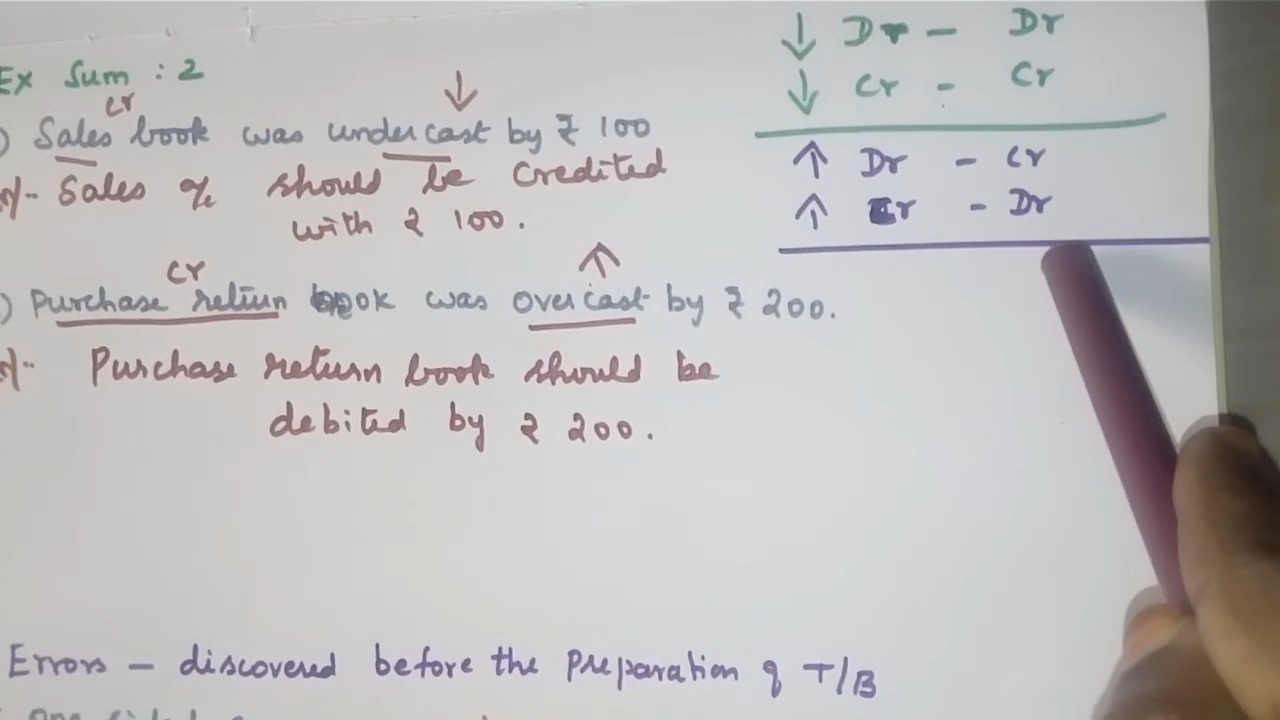 ↓ Dr - Dr
↓ Cr - Cr
↑ Dr - Cr
↑ Cr - Dr
Ex Sum : 2
Cr ↓
) Sales book was undercast by ₹ 100
Sales a/c should be Credited
with ₹ 100.
Cr ↑
) Purchase return book was overcast by ₹ 200.
Purchase return book should be
debited by ₹ 200.
Errors - discovered before the preparation of T/B